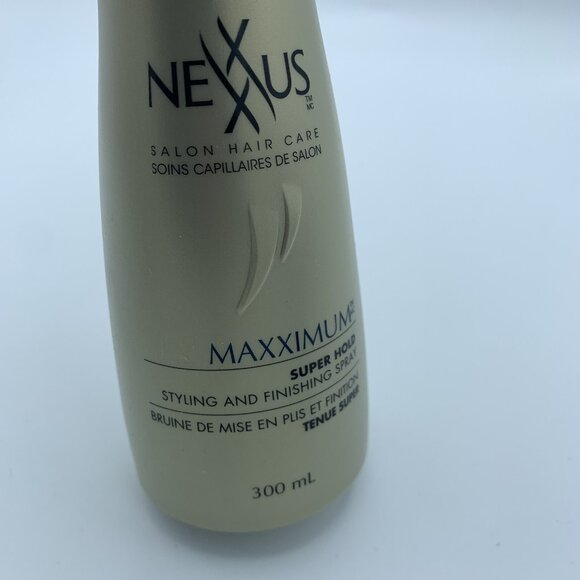 NEXXUS
TM
MC
SALON HAIR CARE
SOINS CAPILLAIRES DE SALON
MAXXIMUM
SUPER HOLD
STYLING AND FINISHING SPRAY
BRUINE DE MISE EN PLIS ET FINITION
TENUE SUPER
300 mL